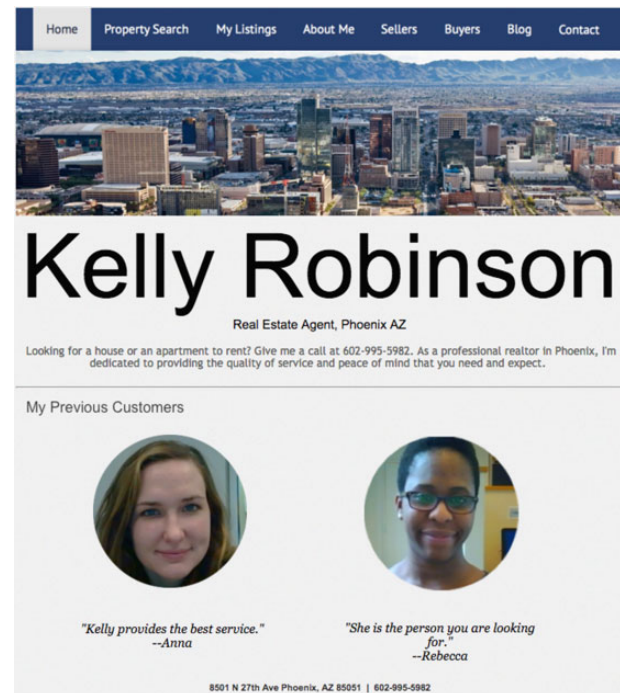 Home Property Search My Listings About Me Sellers Buyers Blog Contact
Kelly Robinson
Real Estate Agent, Phoenix AZ
Looking for a house or an apartment to rent? Give me a call at 602-995-5982. As a professional realtor in Phoenix, I'm
dedicated to providing the quality of service and peace of mind that you need and expect.
My Previous Customers
"Kelly provides the best service."
--Anna
"She is the person you are looking
for."
--Rebecca
8501 N 27th Ave Phoenix, AZ 85051 | 602-995-5982